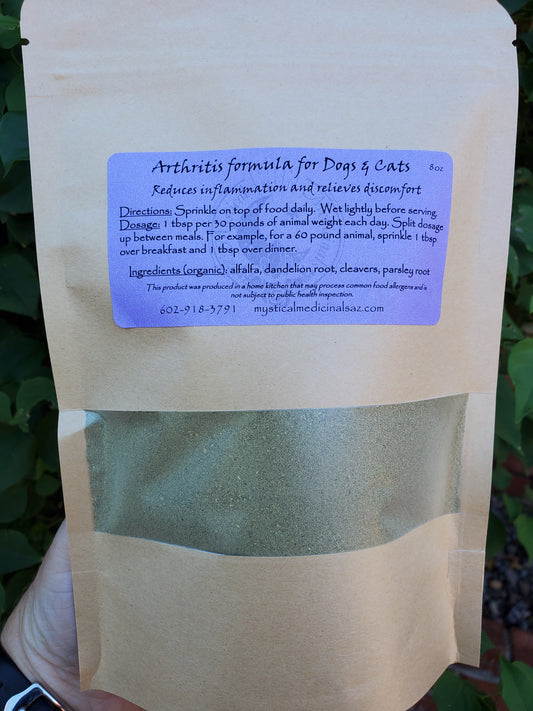 Arthritis formula for Dogs & Cats 8oz
Reduces inflammation and relieves discomfort
Directions: Sprinkle on top of food daily. Wet lightly before serving.
Dosage: 1 tbsp per 30 pounds of animal weight each day. Split dosage
up between meals. For example, for a 60 pound animal, sprinkle 1 tbsp
over breakfast and 1 tbsp over dinner.
Ingredients (organic): alfalfa, dandelion root, cleavers, parsley root
This product was produced in a home kitchen that may process common food allergens and is
not subject to public health inspection.
602-918-3791 mysticalmedicinalsaz.com